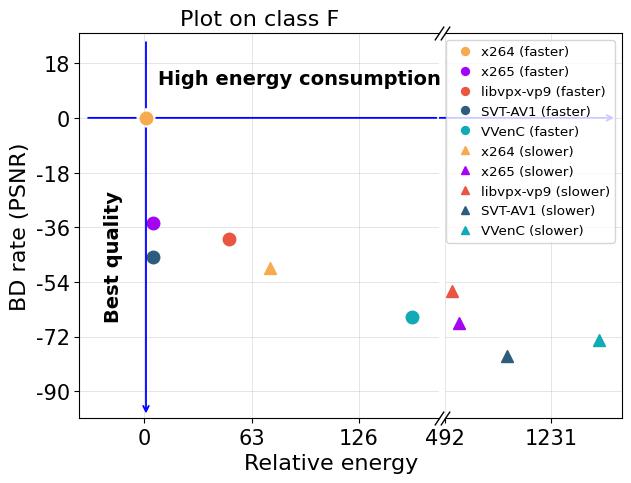 Plot on class F
High energy consumption
x264 (faster)
x265 (faster)
libvpx-vp9 (faster)
SVT-AV1 (faster)
VVenC (faster)
x264 (slower)
x265 (slower)
libvpx-vp9 (slower)
SVT-AV1 (slower)
VVenC (slower)
18
0
-18
-36
-54
-72
-90
BD rate (PSNR)
Best quality
0 63 126 492 1231
Relative energy